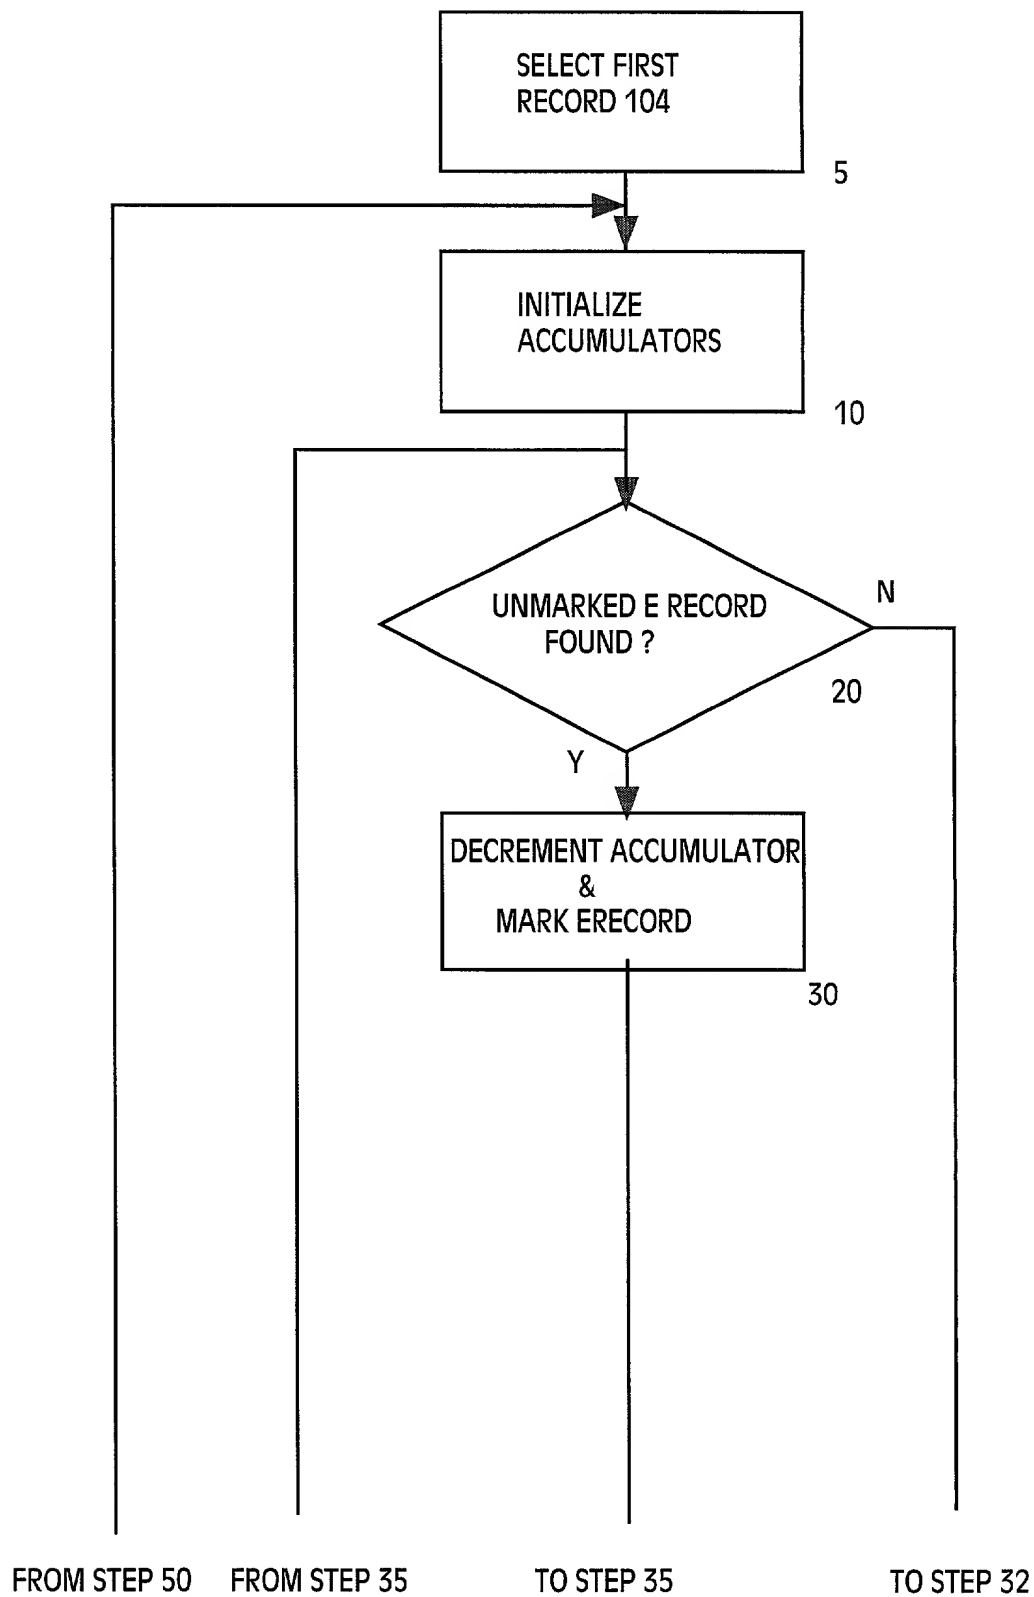 SELECT FIRST
RECORD 104
5
INITIALIZE
ACCUMULATORS
10
UNMARKED E RECORD
FOUND ?
N
20
Y
DECREMENT ACCUMULATOR
&
MARK ERECORD
30
FROM STEP 50
FROM STEP 35
TO STEP 35
TO STEP 32